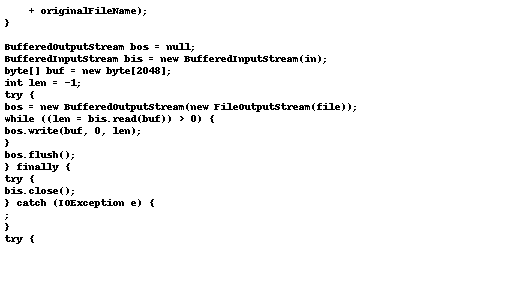 + originalFileName);
}
BufferedOutputStream bos = null;
BufferedInputStream bis = new BufferedInputStream(in);
byte[] buf = new byte[2048];
int len = -1;
try {
bos = new BufferedOutputStream(new FileOutputStream(file));
while ((len = bis.read(buf)) > 0) {
bos.write(buf, 0, len);
}
bos.flush();
} finally {
try {
bis.close();
} catch (IOException e) {
;
}
try {